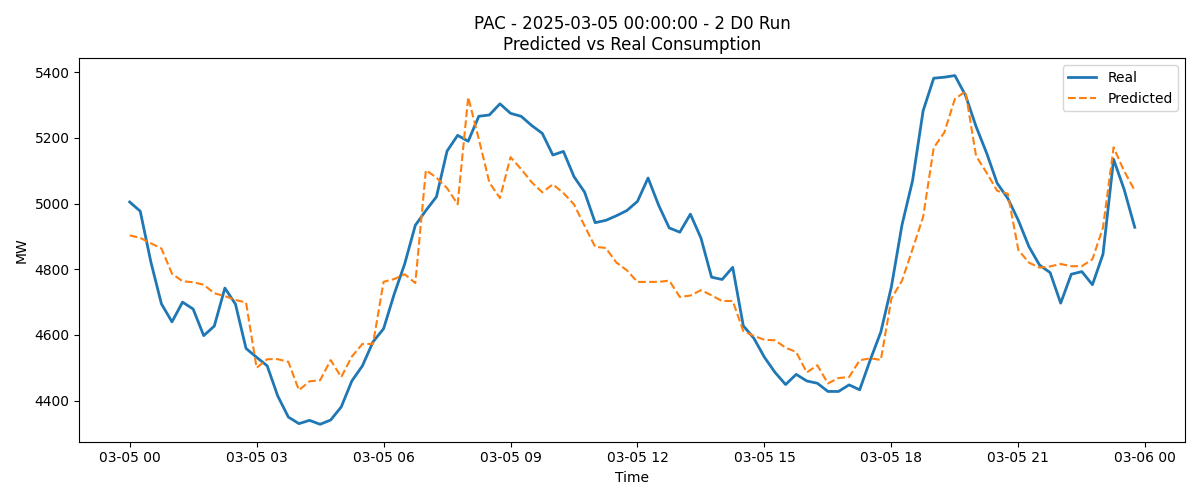 PAC - 2025-03-05 00:00:00 - 2 D0 Run
Predicted vs Real Consumption
Real
Predicted
MW
5400
5200
5000
4800
4600
4400
03-05 00
03-05 03
03-05 06
03-05 09
03-05 12
03-05 15
03-05 18
03-05 21
03-06 00
Time